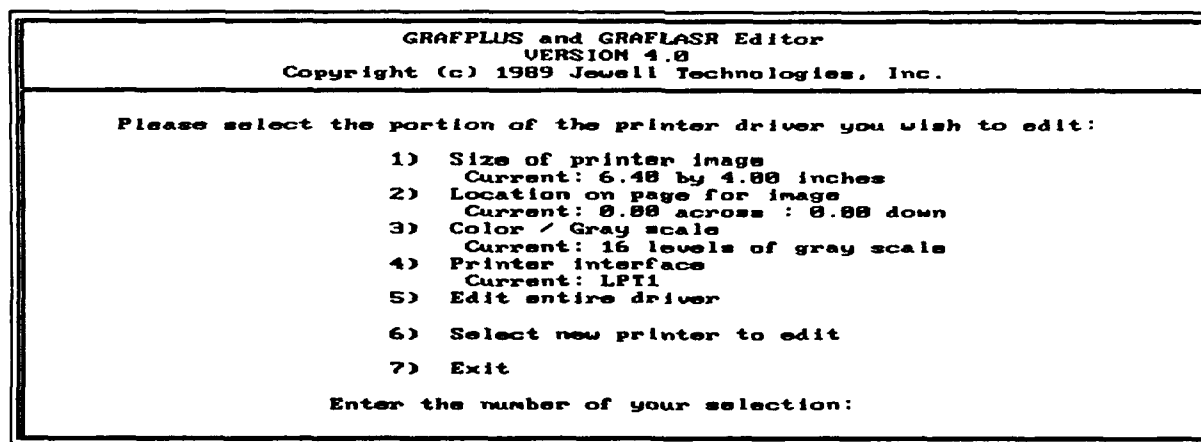 GRAFPLUS and GRAFLASR Editor
VERSION 4.0
Copyright (c) 1989 Jewell Technologies, Inc.
Please select the portion of the printer driver you wish to edit:
1) Size of printer image
Current: 6.40 by 4.00 inches
2) Location on page for image
Current: 0.00 across : 0.00 down
3) Color / Gray scale
Current: 16 levels of gray scale
4) Printer interface
Current: LPT1
5) Edit entire driver
6) Select new printer to edit
7) Exit
Enter the number of your selection: